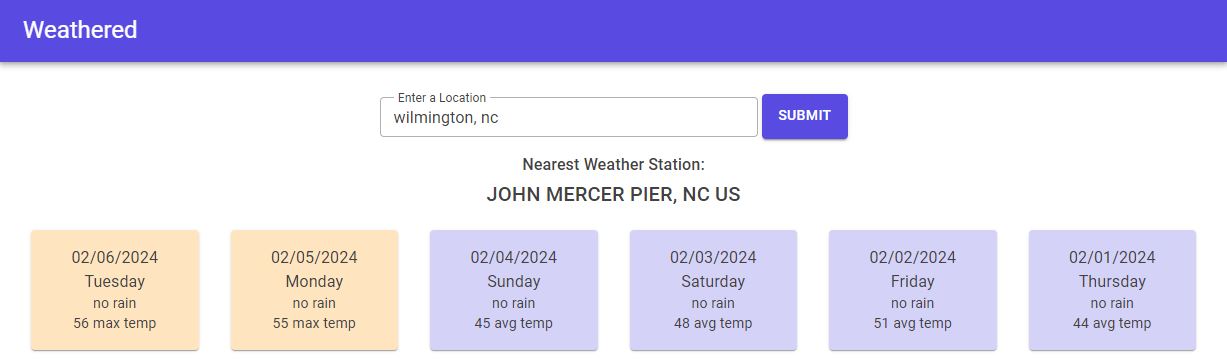 Weathered
Enter a Location
wilmington, nc
SUBMIT
Nearest Weather Station:
JOHN MERCER PIER, NC US
02/06/2024
Tuesday
no rain
56 max temp
02/05/2024
Monday
no rain
55 max temp
02/04/2024
Sunday
no rain
45 avg temp
02/03/2024
Saturday
no rain
48 avg temp
02/02/2024
Friday
no rain
51 avg temp
02/01/2024
Thursday
no rain
44 avg temp